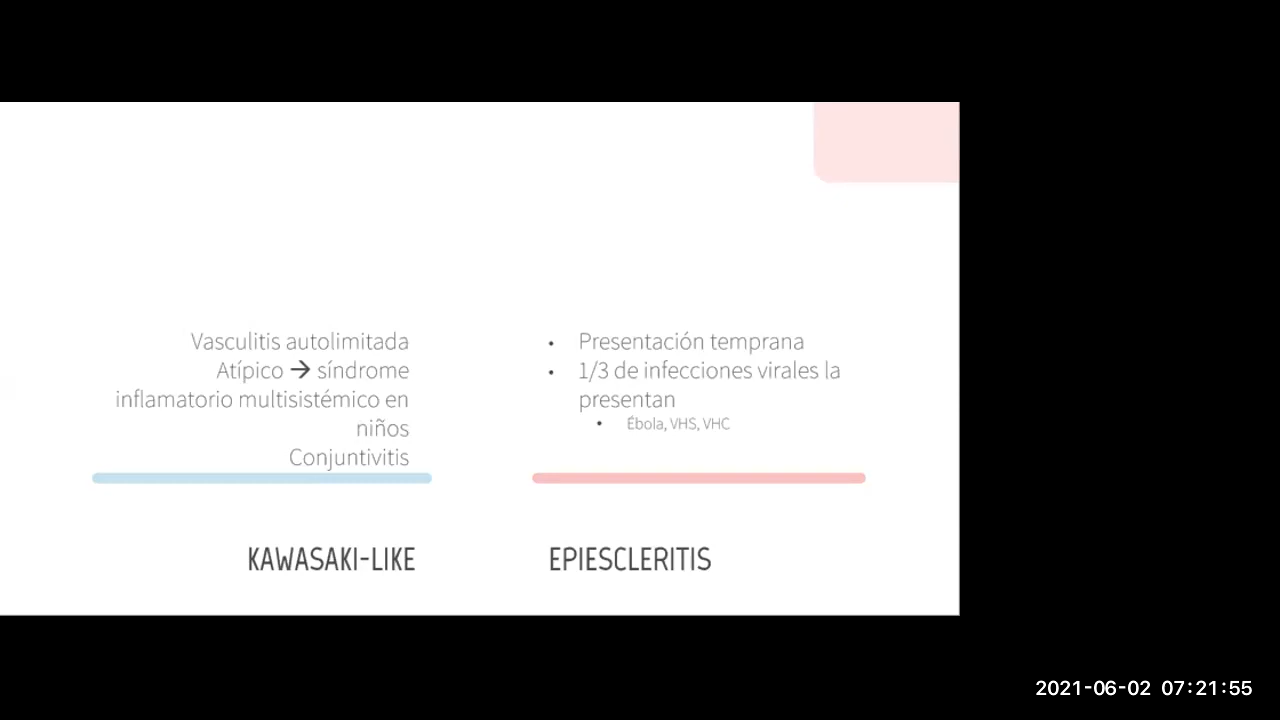 Vasculitis autolimitada
Atípico → síndrome
inflamatorio multisistémico en
niños
Conjuntivitis
KAWASAKI-LIKE
• Presentación temprana
• 1/3 de infecciones virales la
presentan
• Ébola, VHS, VHC
EPIESCLERITIS
2021-06-02 07:21:55